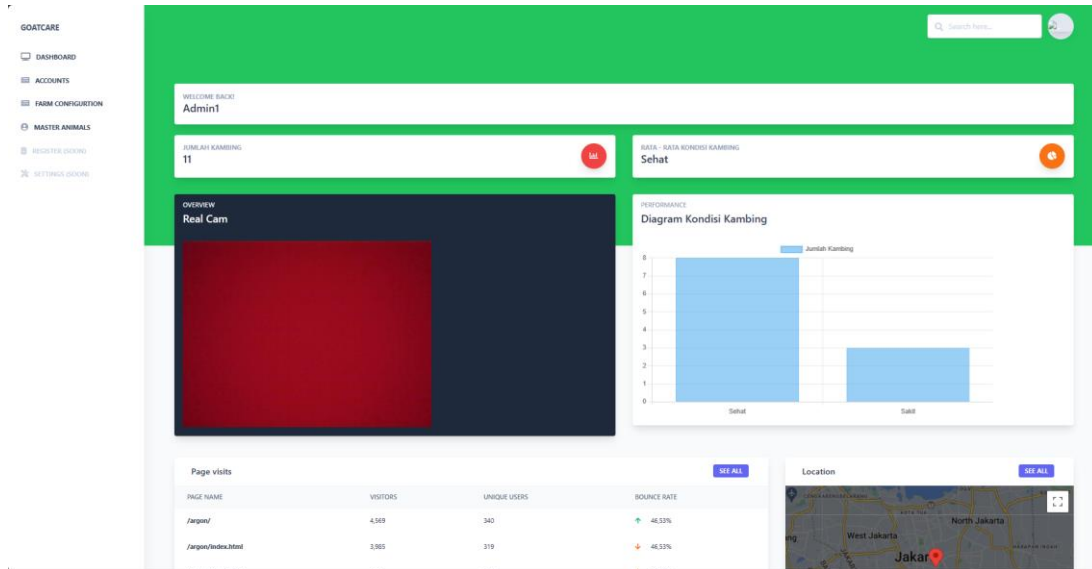 GOATCARE
DASHBOARD
ACCOUNTS
FARM CONFIGURTION
MASTER ANIMALS
REGISTER (SOON)
SETTINGS (SOON)
Search here...
WELCOME BACK!
Admin1
JUMLAH KAMBING
11
RATA - RATA KONDISI KAMBING
Sehat
OVERVIEW
Real Cam
PERFORMANCE
Diagram Kondisi Kambing
Jumlah Kambing
8
7
6
5
4
3
2
1
0
Sehat Sakit
Page visits SEE ALL
PAGE NAME VISITORS UNIQUE USERS BOUNCE RATE
/argon/ 4,569 340 46,53%
/argon/index.html 3,985 319 46,53%
Location SEE ALL
North Jakarta
West Jakarta
Jakar